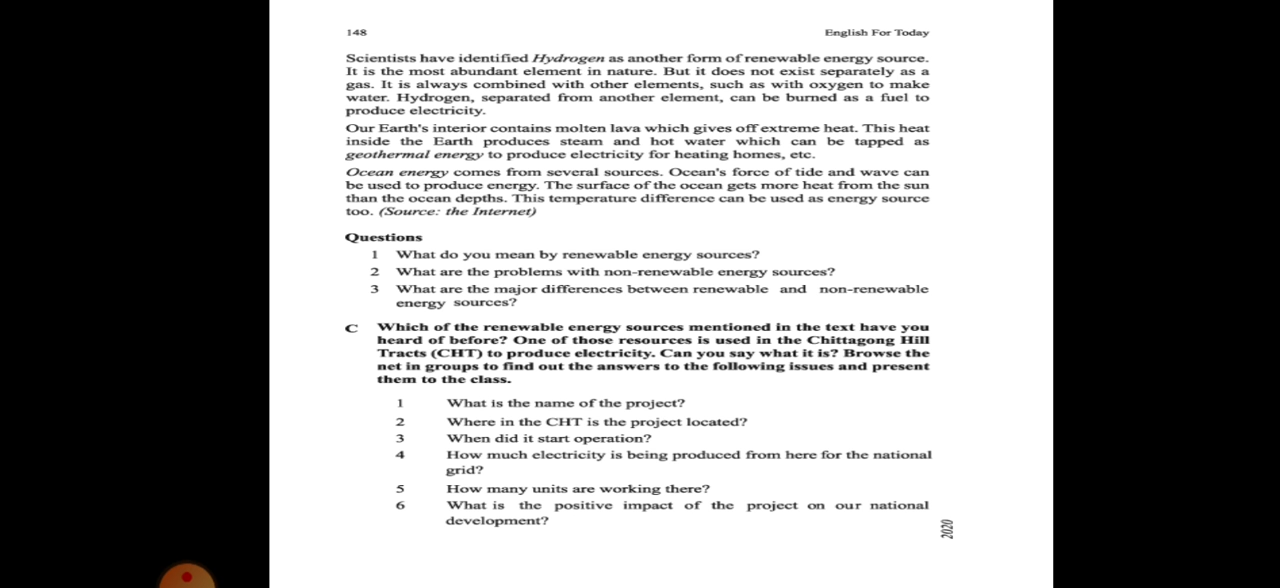 148 English For Today
Scientists have identified Hydrogen as another form of renewable energy source.
It is the most abundant element in nature. But it does not exist separately as a
gas. It is always combined with other elements, such as with oxygen to make
water. Hydrogen, separated from another element, can be burned as a fuel to
produce electricity.
Our Earth's interior contains molten lava which gives off extreme heat. This heat
inside the Earth produces steam and hot water which can be tapped as
geothermal energy to produce electricity for heating homes, etc.
Ocean energy comes from several sources. Ocean's force of tide and wave can
be used to produce energy. The surface of the ocean gets more heat from the sun
than the ocean depths. This temperature difference can be used as energy source
too. (Source: the Internet)
Questions
1 What do you mean by renewable energy sources?
2 What are the problems with non-renewable energy sources?
3 What are the major differences between renewable and non-renewable
energy sources?
C Which of the renewable energy sources mentioned in the text have you
heard of before? One of those resources is used in the Chittagong Hill
Tracts (CHT) to produce electricity. Can you say what it is? Browse the
net in groups to find out the answers to the following issues and present
them to the class.
1 What is the name of the project?
2 Where in the CHT is the project located?
3 When did it start operation?
4 How much electricity is being produced from here for the national
grid?
5 How many units are working there?
6 What is the positive impact of the project on our national
development?
2020